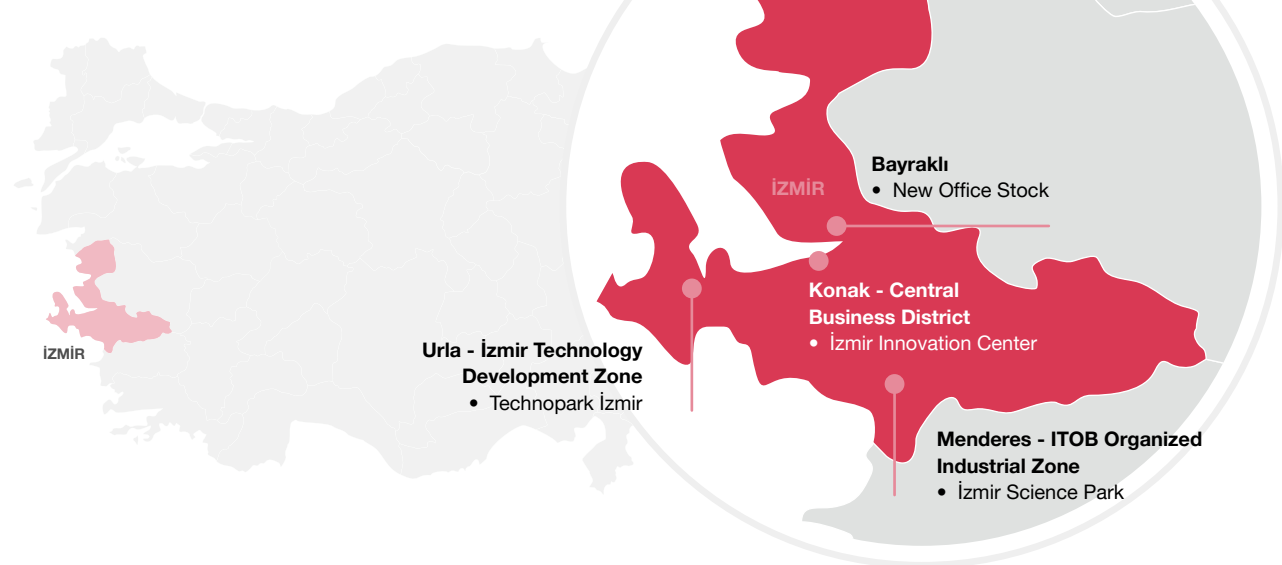 İZMİR
İZMİR
Bayraklı
• New Office Stock
Konak - Central
Business District
• İzmir Innovation Center
Urla - İzmir Technology
Development Zone
• Technopark İzmir
Menderes - ITOB Organized
Industrial Zone
• İzmir Science Park